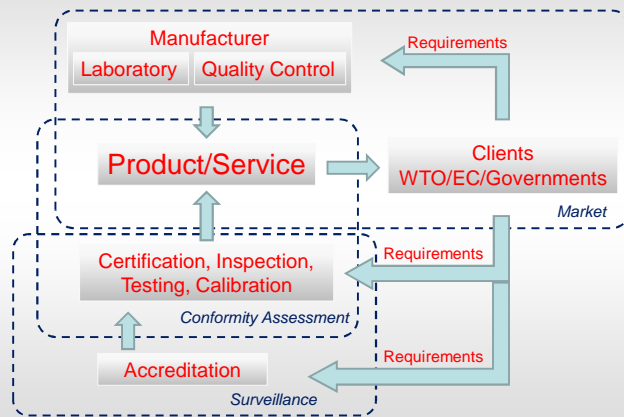 Manufacturer
Requirements
Laboratory
Quality Control
Product/Service
Clients
WTO/EC/Governments
Market
Certification, Inspection,
Testing, Calibration
Requirements
Conformity Assessment
Requirements
Accreditation
Surveillance